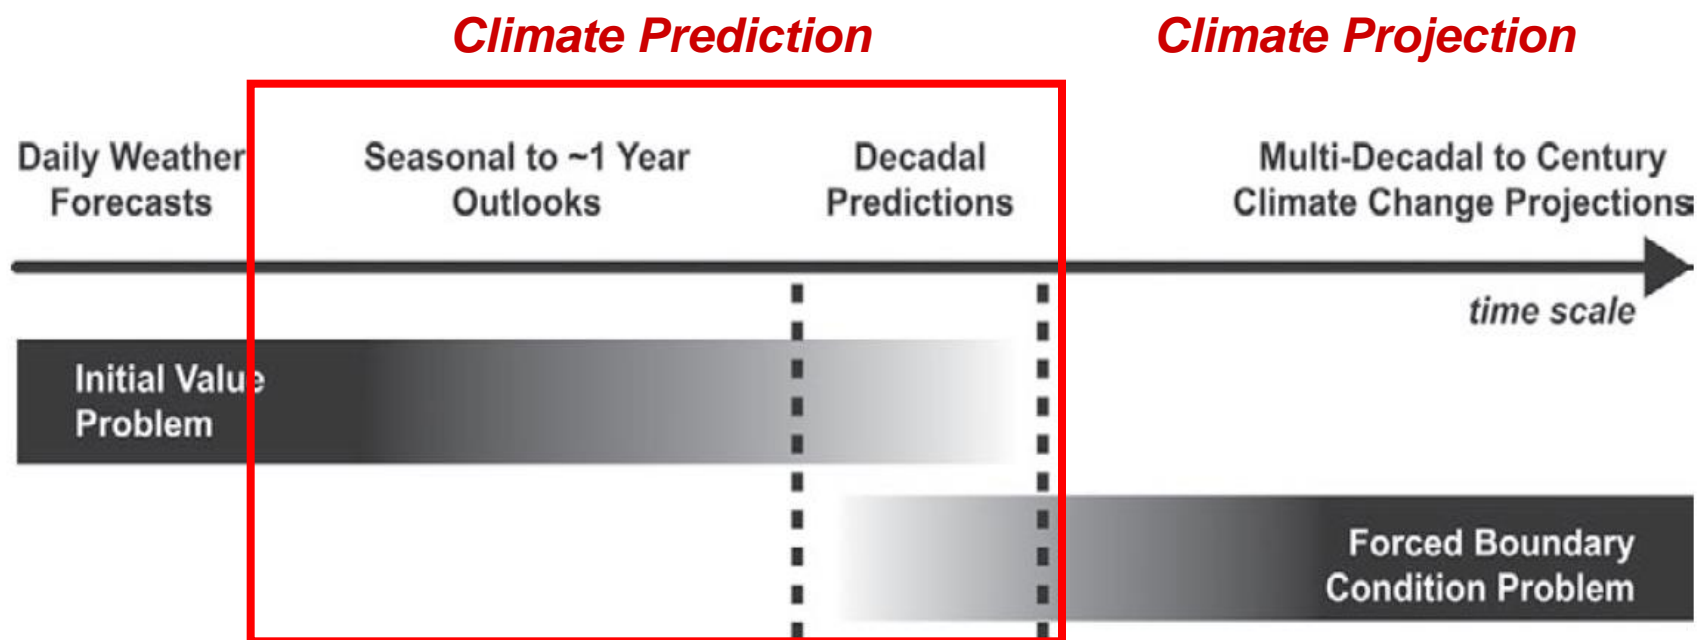 Climate Prediction
Climate Projection
Daily Weather
Forecasts
Seasonal to ~1 Year
Outlooks
Decadal
Predictions
Multi-Decadal to Century
Climate Change Projections
time scale
Initial Value
Problem
Forced Boundary
Condition Problem